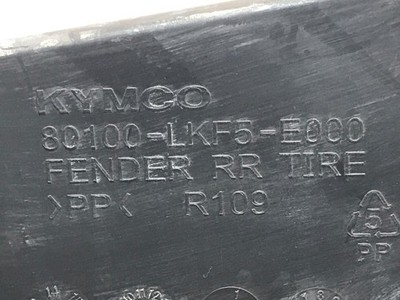 KYMCO
80100-LKF5-E000
FENDER RR TIRE
>PP<   R109
5
PP